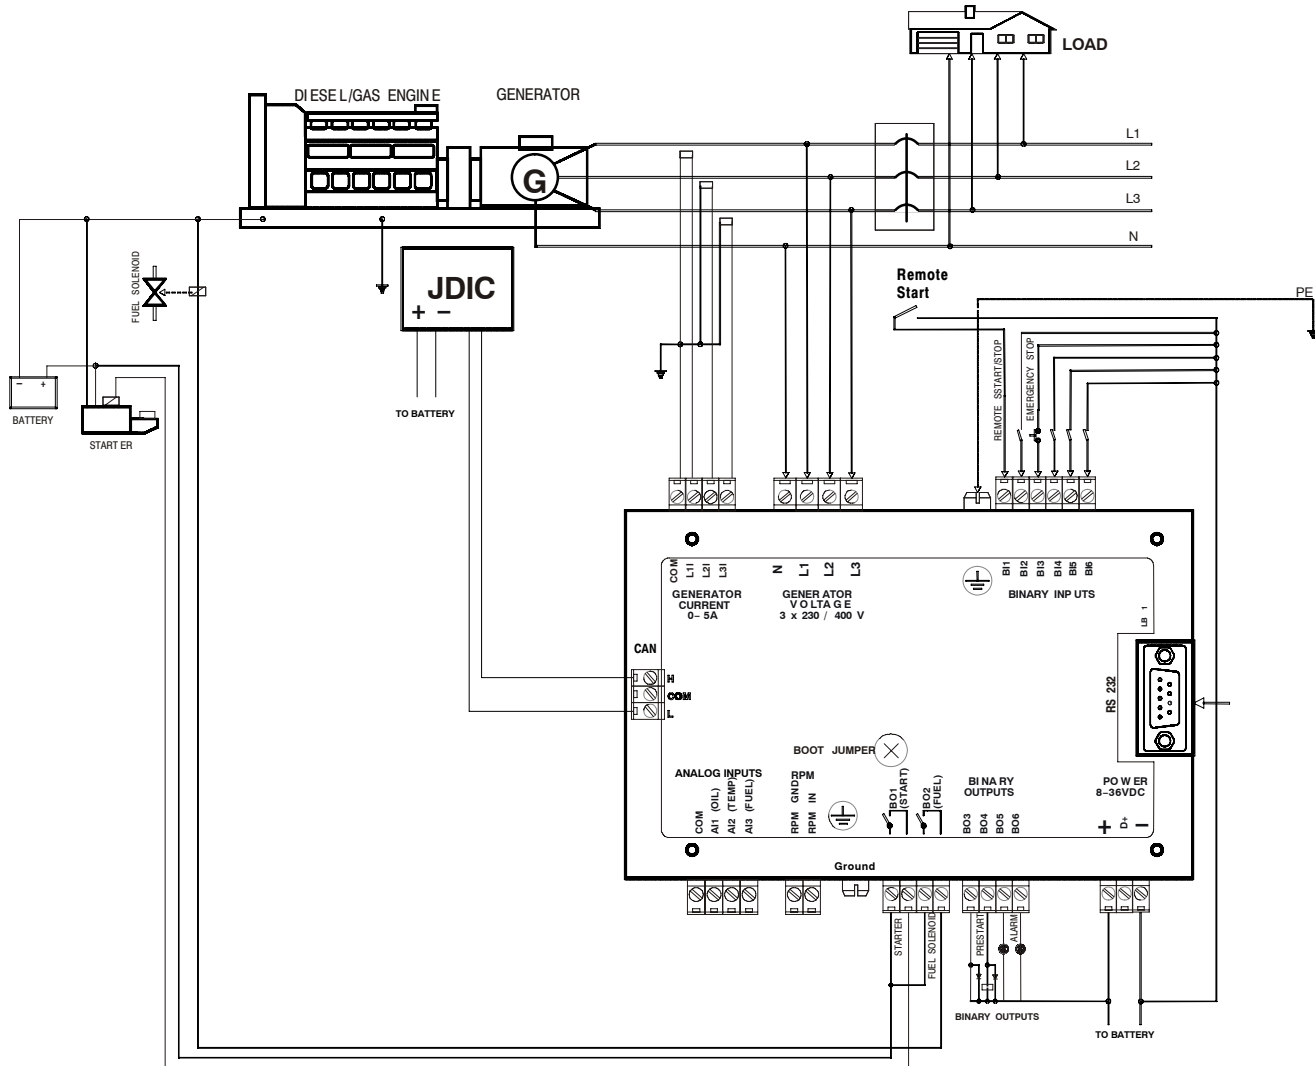 LOAD
DIESEL/GAS ENGINE
GENERATOR
G
L1
L2
L3
N
FUEL SOLENOID
JDIC
+ −
Remote
Start
PE
REMOTE SSTART/STOP
EMERGENCY STOP
− +
BATTERY
STARTER
TO BATTERY
COM
L1I
L2I
L3I
GENERATOR
CURRENT
0– 5A
N
L1
L2
L3
GENERATOR
VOLTAGE
3 x 230 / 400 V
BI1
BI2
BI3
BI4
BI5
BI6
BINARY INPUTS
LB 1
CAN
H
COM
L
RS 232
BOOT JUMPER
ANALOG INPUTS
COM
AI1 (OIL)
AI2 (TEMP)
AI3 (FUEL)
RPM
RPM GND
RPM IN
BO1
(START)
BO2
(FUEL)
BINARY
OUTPUTS
BO3
BO4
BO5
BO6
POWER
8–36VDC
+
D+
−
Ground
STARTER
FUEL SOLENOID
PRESTART
ALARM
BINARY OUTPUTS
TO BATTERY